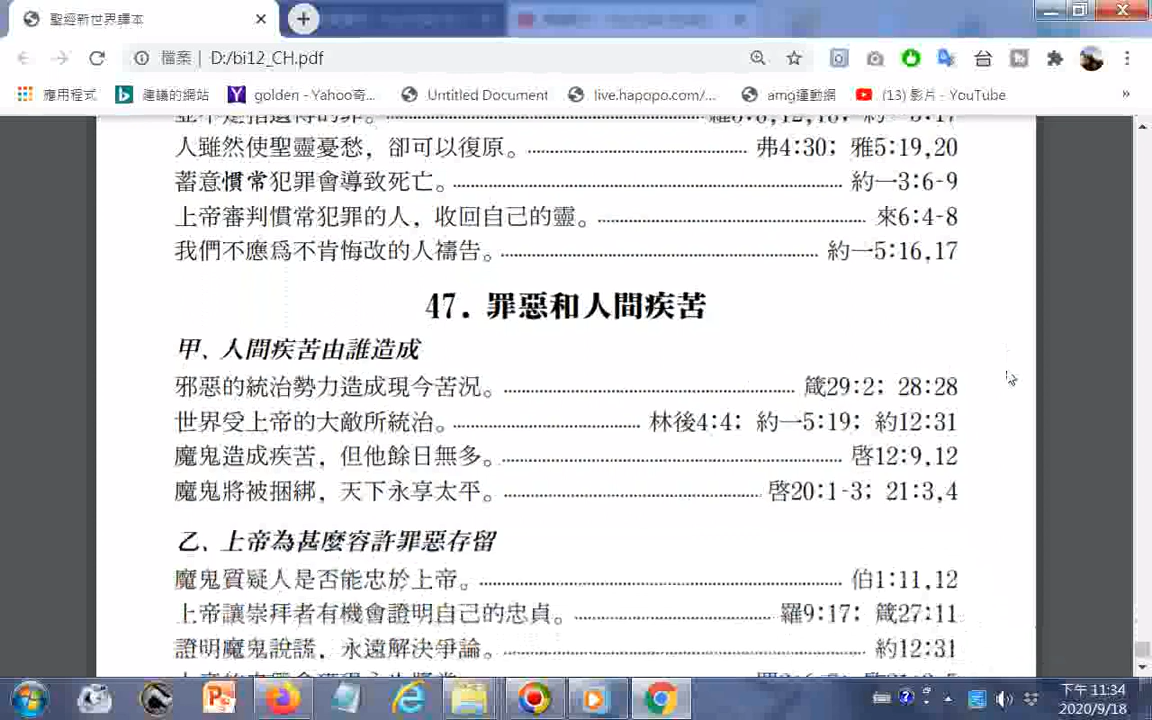 聖經新世界譯本
檔案 | D:/bi12_CH.pdf
應用程式 建議的網站 golden - Yahoo奇... Untitled Document live.hapopo.com/... amg運動網 (13) 影片 - YouTube »
人雖然使聖靈憂愁，卻可以復原。 弗4:30；雅5:19,20
蓄意慣常犯罪會導致死亡。 約一3:6-9
上帝審判慣常犯罪的人，收回自己的靈。 來6:4-8
我們不應爲不肯悔改的人禱告。 約一5:16,17
47. 罪惡和人間疾苦
甲、人間疾苦由誰造成
邪惡的統治勢力造成現今苦況。 箴29:2；28:28
世界受上帝的大敵所統治。 林後4:4；約一5:19；約12:31
魔鬼造成疾苦，但他餘日無多。 啓12:9,12
魔鬼將被捆綁，天下永享太平。 啓20:1-3；21:3,4
乙、上帝為甚麼容許罪惡存留
魔鬼質疑人是否能忠於上帝。 伯1:11,12
上帝讓崇拜者有機會證明自己的忠貞。 羅9:17；箴27:11
證明魔鬼說謊，永遠解決爭論。 約12:31
下午 11:34
2020/9/18